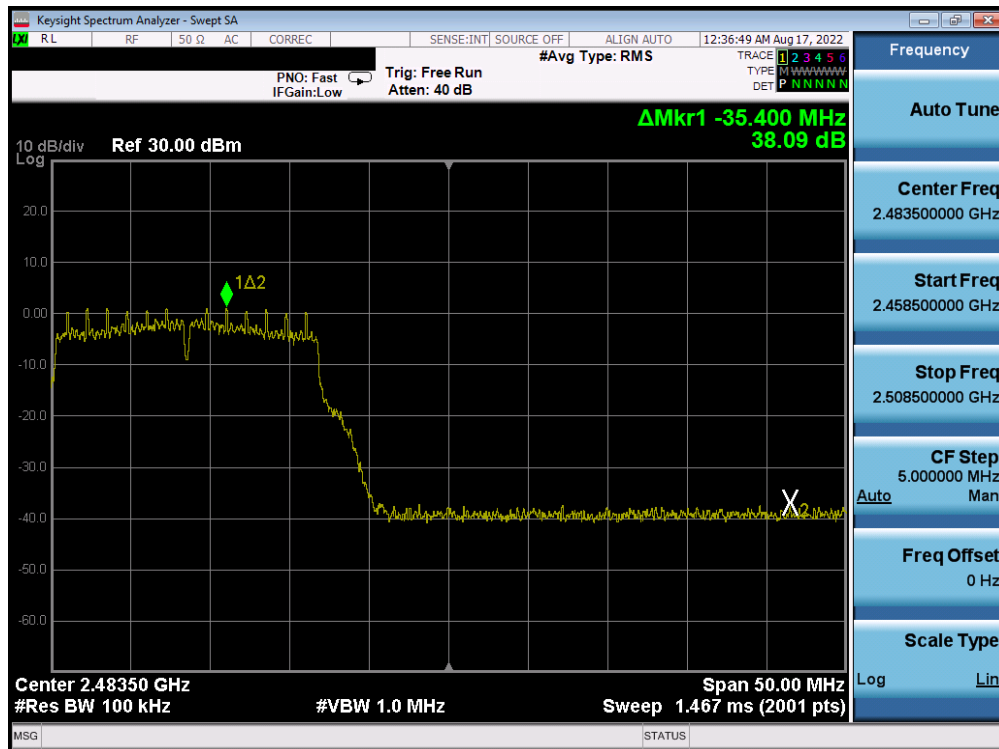 Keysight Spectrum Analyzer - Swept SA
LXI RL RF 50 Ω AC CORREC SENSE:INT SOURCE OFF ALIGN AUTO 12:36:49 AM Aug 17, 2022
#Avg Type: RMS
TRACE 1 2 3 4 5 6
TYPE M WWWWW
DET P N N N N N
PNO: Fast
IFGain:Low
Trig: Free Run
Atten: 40 dB
ΔMkr1 -35.400 MHz
38.09 dB
10 dB/div Ref 30.00 dBm
Log
20.0
10.0
0.00
-10.0
-20.0
-30.0
-40.0
-50.0
-60.0
1Δ2
X2
Center 2.48350 GHz
Span 50.00 MHz
#Res BW 100 kHz
#VBW 1.0 MHz
Sweep 1.467 ms (2001 pts)
MSG
STATUS
Frequency
Auto Tune
Center Freq
2.483500000 GHz
Start Freq
2.458500000 GHz
Stop Freq
2.508500000 GHz
CF Step
5.000000 MHz
Auto Man
Freq Offset
0 Hz
Scale Type
Log Lin